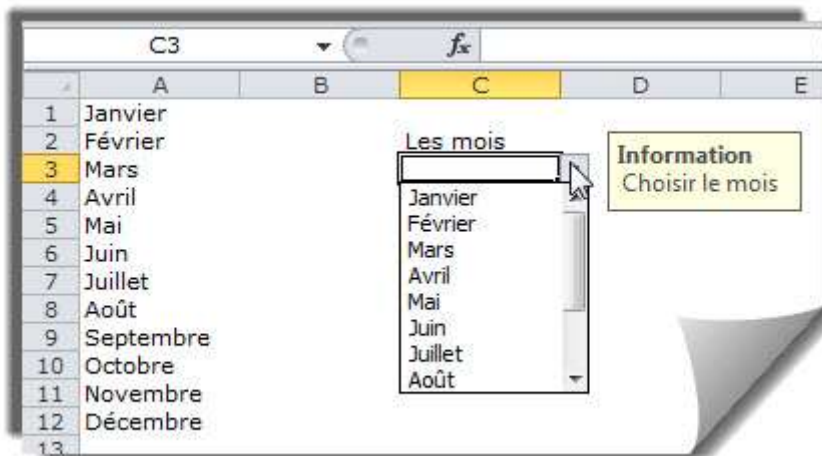 C3 fx
A B C D E
1 Janvier
2 Février Les mois
3 Mars
4 Avril
5 Mai
6 Juin
7 Juillet
8 Août
9 Septembre
10 Octobre
11 Novembre
12 Décembre
13
Janvier
Février
Mars
Avril
Mai
Juin
Juillet
Août
Information
Choisir le mois